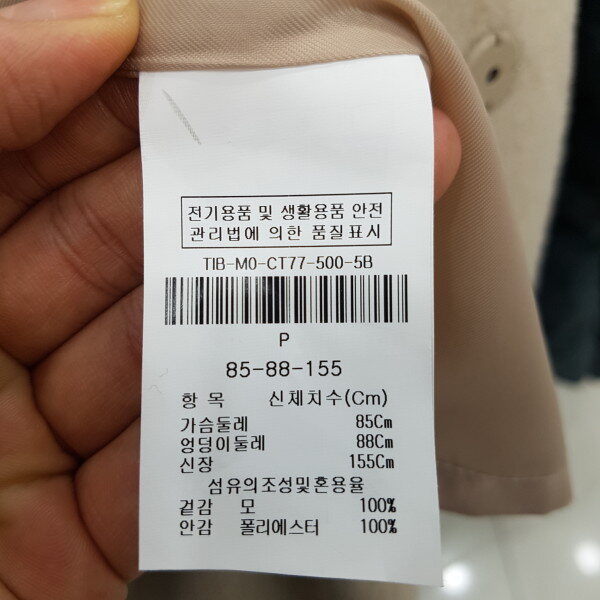 전기용품 및 생활용품 안전
관리법에 의한 품질표시
TIB-MO-CT77-500-5B
P
85-88-155
항 목 신체치수(Cm)
가슴둘레 85Cm
엉덩이둘레 88Cm
신장 155Cm
섬유의조성및혼용율
겉감 모 100%
안감 폴리에스터 100%